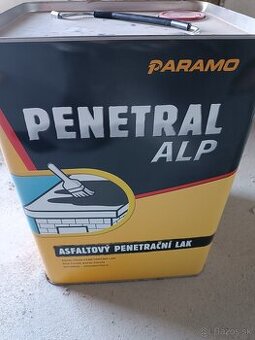 PARAMO
PENETRAL
ALP
ASFALTOVÝ PENETRAČNÍ LAK